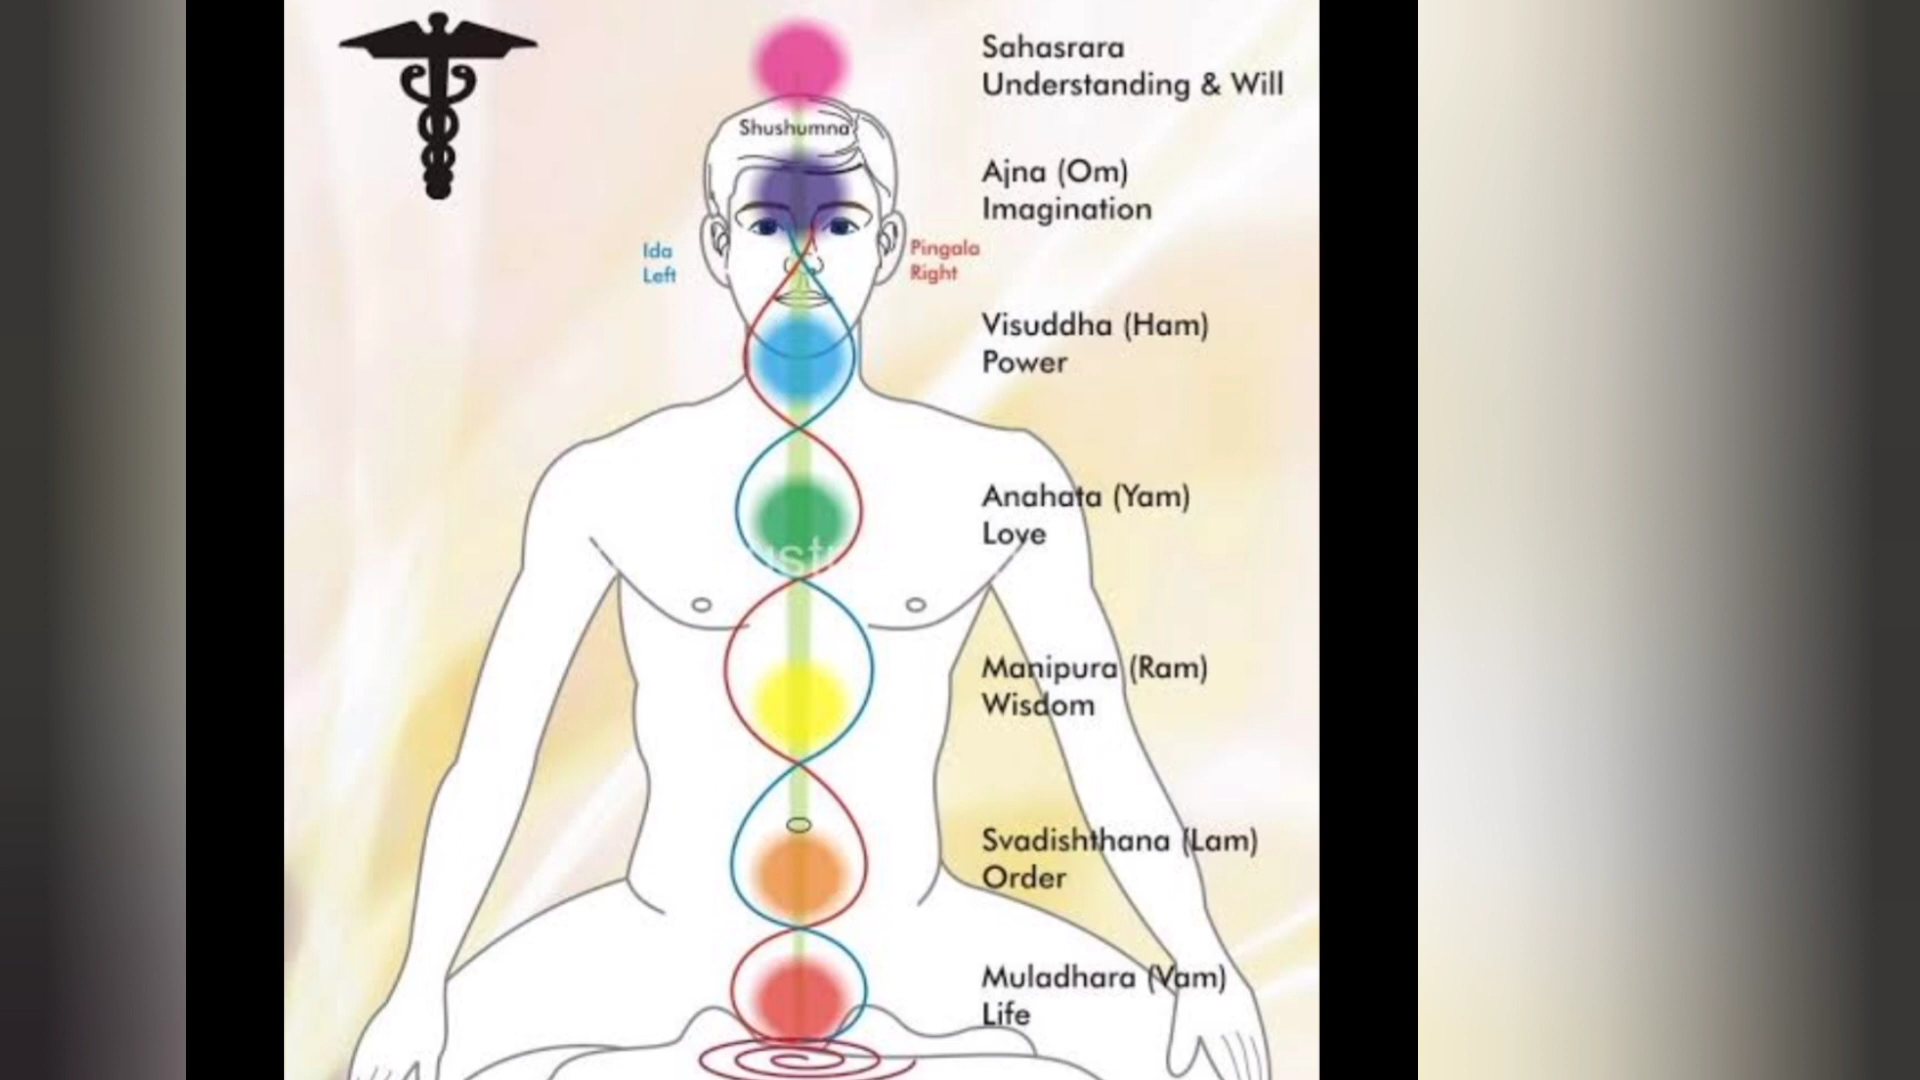 Sahasrara
Understanding & Will
Shushumna
Ajna (Om)
Imagination
Ida
Left
Pingala
Right
Visuddha (Ham)
Power
Anahata (Yam)
Love
Manipura (Ram)
Wisdom
Svadishthana (Lam)
Order
Muladhara (Vam)
Life